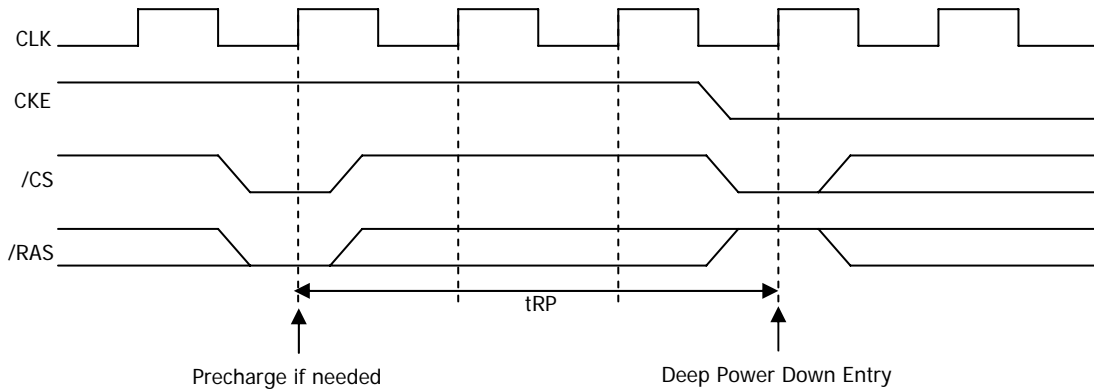 CLK
CKE
/CS
/RAS
tRP
Precharge if needed
Deep Power Down Entry